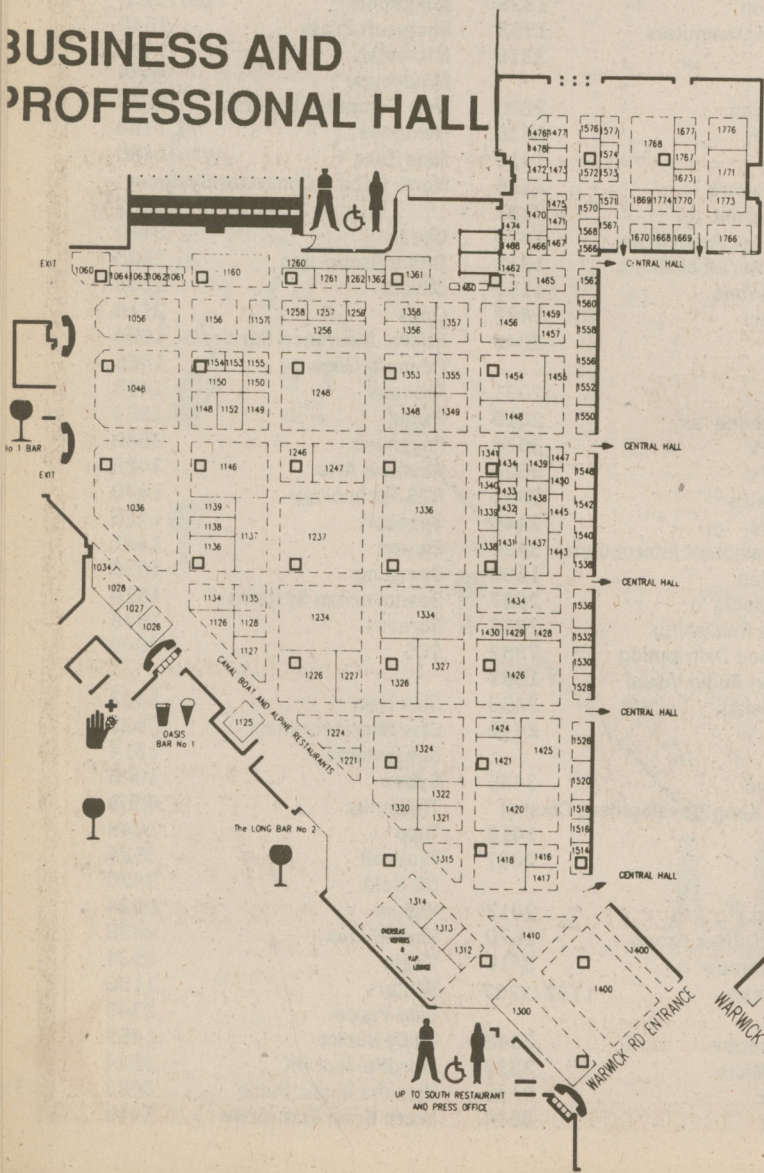 BUSINESS AND
PROFESSIONAL HALL
1476 1477 1576 1577 1677 1776
1478 1768
1574 1767
1472 1473 1572 1573 1673 1771
1475 1571 1869 1774 1770 1773
1470 1570
1471 1567
1474 1568
1468 1466 1467 1566 1670 1668 1669 1766
EXIT 1060 1064 1063 1062 1061 1160 1260 1261 1262 1362 1361 1462 1465 CENTRAL HALL
1460 1562
1056 1156 1157 1258 1257 1259 1358 1357 1456 1459 1560
1256 1356 1457 1558
1048 1154 1153 1155 1248 1353 1355 1454 1455 1556
1150 1150 1552
1148 1152 1149 1348 1349 1448 1550
No 1 BAR
EXIT
CENTRAL HALL
1036 1146 1246 1247 1336 1341 1434 1439 1447 1548
1340 1433 1438 1450
1139 1237 1339 1432 1445 1542
1138 1137 1540
1136 1338 1431 1437 1443 1538
CENTRAL HALL
1034 1134 1135 1234 1334 1434 1536
1028 1126 1128
1027 1430 1429 1428 1532
1026 1127 1226 1227 1326 1327 1426 1530
1528
CANAL BOAT AND ALPINE RESTAURANTS
CENTRAL HALL
OASIS
BAR No 1
1125 1224 1324 1424 1425 1526
1221 1421 1520
1320 1322 1420 1518
1321 1516
The LONG BAR No 2
1315 1418 1416 1514
1417
CENTRAL HALL
1314
1313
1312
OVERSEAS
VISITORS
&
V.I.P.
LOUNGE
1410 1400
1400
1300
WARWICK RD ENTRANCE
WARWICK
UP TO SOUTH RESTAURANT
AND PRESS OFFICE